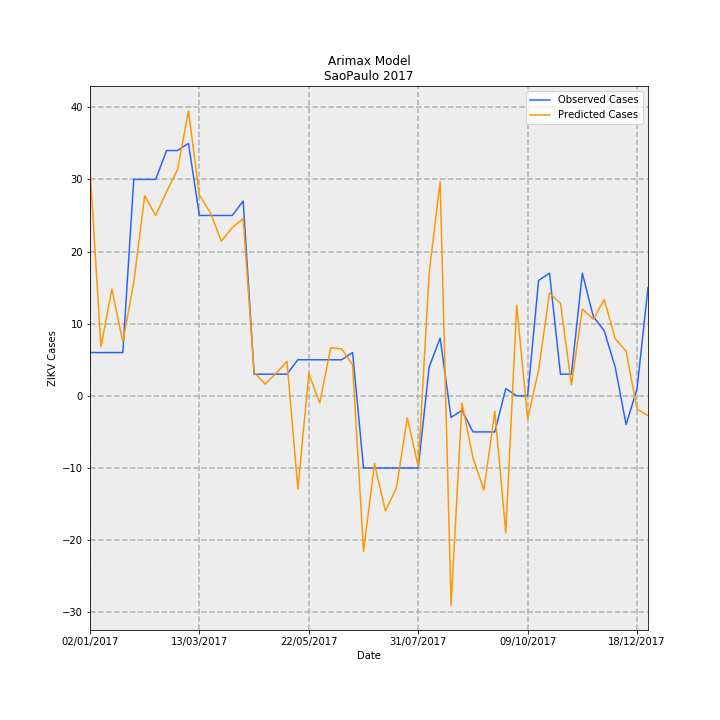 Arimax Model
SaoPaulo 2017
Observed Cases
Predicted Cases
ZIKV Cases
40
30
20
10
0
−10
−20
−30
02/01/2017 13/03/2017 22/05/2017 31/07/2017 09/10/2017 18/12/2017
Date